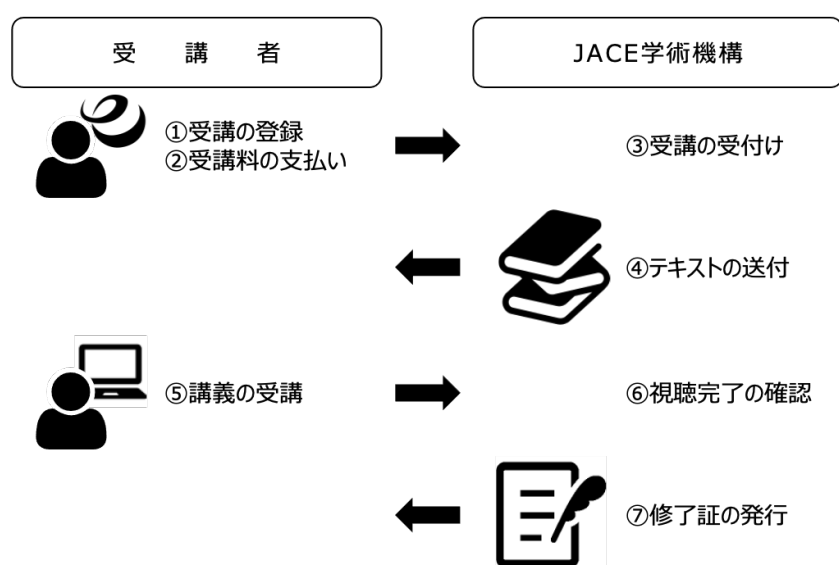 受　講　者
JACE学術機構
①受講の登録
②受講料の支払い
③受講の受付け
④テキストの送付
⑤講義の受講
⑥視聴完了の確認
⑦修了証の発行